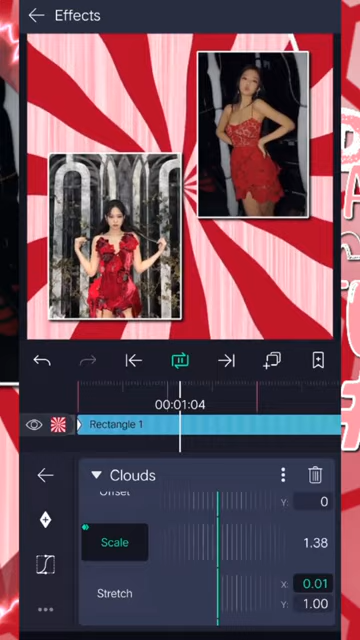 Effects
00:01:04
Rectangle 1
Clouds
Offset
Y: 0
Scale
1.38
Stretch
X: 0.01
Y: 1.00